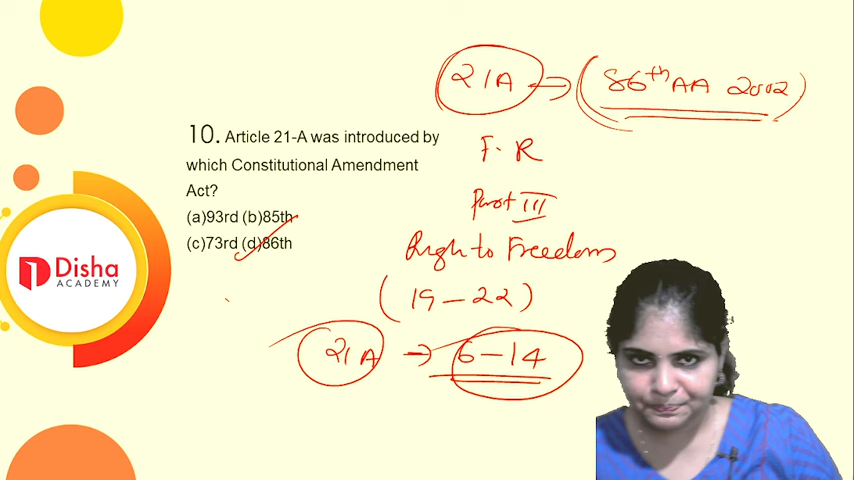 21A ⇒ (86th AA 2002)
10. Article 21-A was introduced by
which Constitutional Amendment
Act?
(a)93rd (b)85th
(c)73rd (d)86th
F. R
Part III
Right to Freedom
(19 – 22)
21A → 6 – 14
Disha
ACADEMY